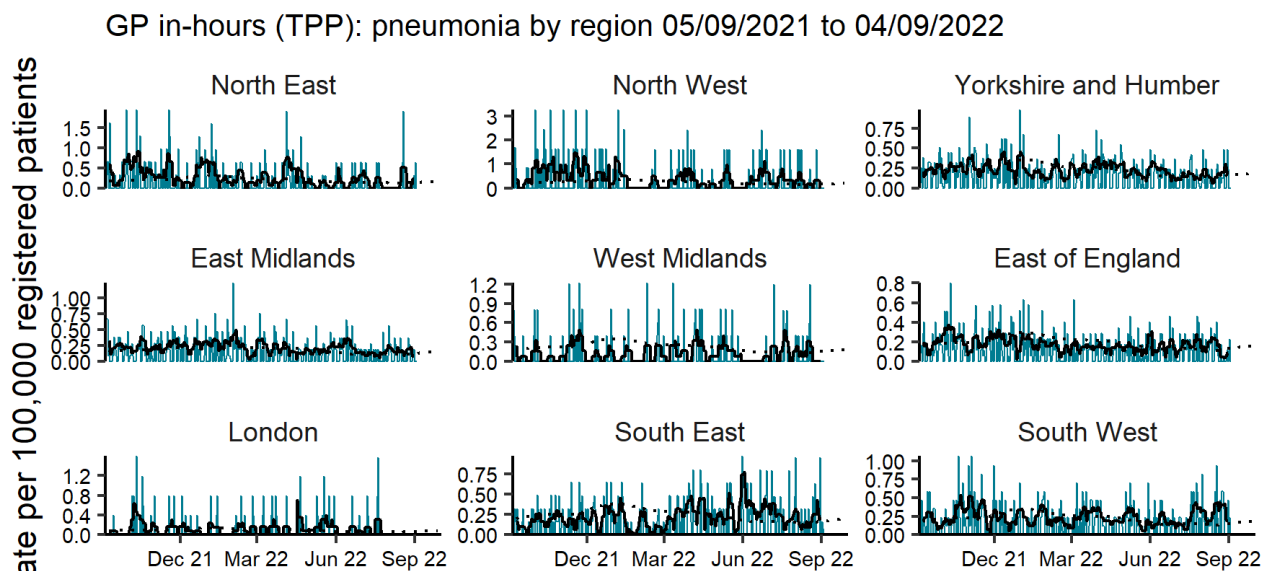 GP in-hours (TPP): pneumonia by region 05/09/2021 to 04/09/2022
ate per 100,000 registered patients
North East
North West
Yorkshire and Humber
1.5
1.0
0.5
0.0
3
2
1
0
0.75
0.50
0.25
0.00
East Midlands
West Midlands
East of England
1.00
0.75
0.50
0.25
0.00
1.2
0.9
0.6
0.3
0.0
0.8
0.6
0.4
0.2
0.0
London
South East
South West
1.2
0.8
0.4
0.0
0.75
0.50
0.25
0.00
1.00
0.75
0.50
0.25
0.00
Dec 21 Mar 22 Jun 22 Sep 22
Dec 21 Mar 22 Jun 22 Sep 22
Dec 21 Mar 22 Jun 22 Sep 22